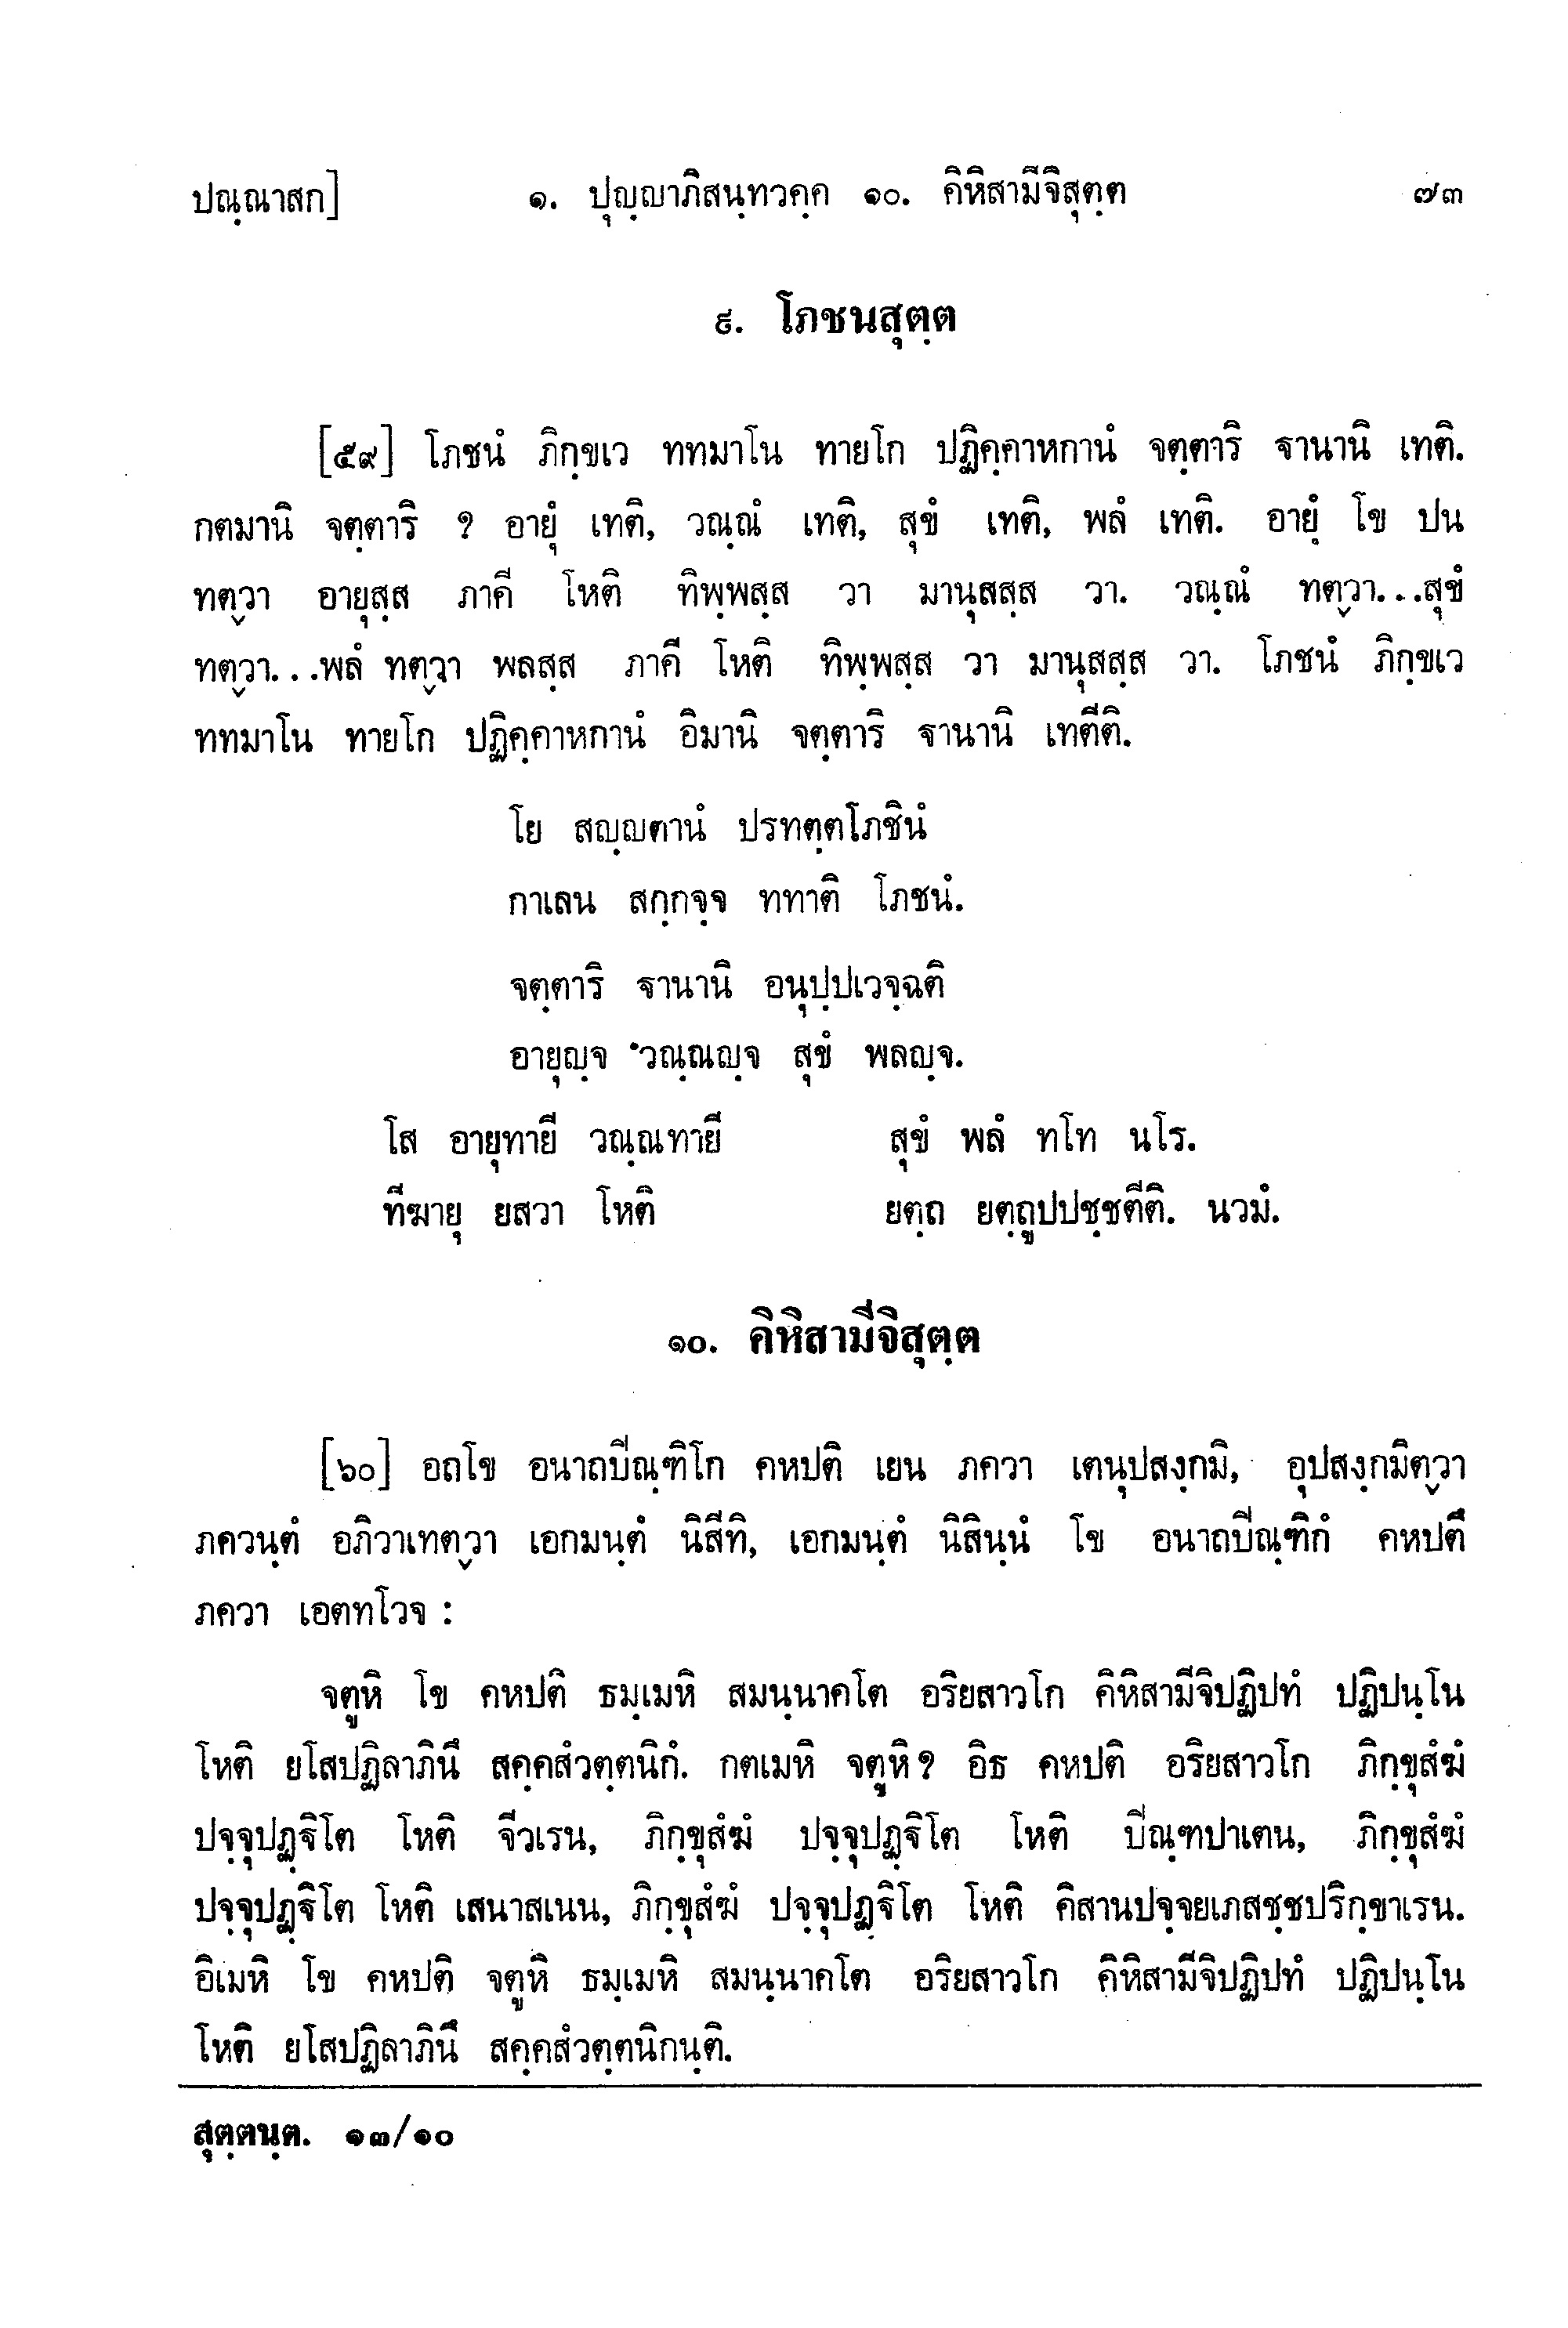 ปณฺณาสก] ๑. ปุญฺญาภิสนฺทวคฺค ๑๐. คิหิสามีจิสุตฺต ๗๓
๙. โภชนสุตฺต
[๕๙] โภชนํ ภิกฺขเว ททมาโน ทายโก ปฏิคฺคาหกานํ จตฺตาริ ฐานานิ เทติ.
กตมานิ จตฺตาริ ? อายุํ เทติ, วณฺณํ เทติ, สุขํ เทติ, พลํ เทติ. อายุํ โข ปน
ทตฺวา อายุสฺส ภาคี โหติ ทิพฺพสฺส วา มานุสสฺส วา. วณฺณํ ทตฺวา...สุขํ
ทตฺวา...พลํ ทตฺวา พลสฺส ภาคี โหติ ทิพฺพสฺส วา มานุสสฺส วา. โภชนํ ภิกฺขเว
ททมาโน ทายโก ปฏิคฺคาหกานํ อิมานิ จตฺตาริ ฐานานิ เทตีติ.
โย สญฺญตานํ ปรทตฺตโภชินํ
กาเลน สกฺกจฺจ ททาติ โภชนํ.
จตฺตาริ ฐานานิ อนุปฺปเวจฺฉติ
อายุญฺจ วณฺณญฺจ สุขํ พลญฺจ.
โส อายุทายี วณฺณทายี สุขํ พลํ ทโท นโร.
ทีฆายุ ยสวา โหติ ยตฺถ ยตฺถูปปชฺชตีติ. นวมํ.
๑๐. คิหิสามีจิสุตฺต
[๖๐] อถโข อนาถปิณฺฑิโก คหปติ เยน ภควา เตนุปสงฺกมิ, อุปสงฺกมิตฺวา
ภควนฺตํ อภิวาเทตฺวา เอกมนฺตํ นิสีทิ, เอกมนฺตํ นิสินฺนํ โข อนาถปิณฺฑิกํ คหปตึ
ภควา เอตทโวจ :
จตูหิ โข คหปติ ธมฺเมหิ สมนฺนาคโต อริยสาวโก คิหิสามีจิปฏิปทํ ปฏิปนฺโน
โหติ ยโสปฏิลาภินึ สคฺคสํวตฺตนิกํ. กตเมหิ จตูหิ? อิธ คหปติ อริยสาวโก ภิกฺขุสํฆํ
ปจฺจุปฏฺฐิโต โหติ จีวเรน, ภิกฺขุสํฆํ ปจฺจุปฏฺฐิโต โหติ ปิณฺฑปาเตน, ภิกฺขุสํฆํ
ปจฺจุปฏฺฐิโต โหติ เสนาสเนน, ภิกฺขุสํฆํ ปจฺจุปฏฺฐิโต โหติ คิลานปจฺจยเภสชฺชปริกฺขาเรน.
อิเมหิ โข คหปติ จตูหิ ธมฺเมหิ สมนฺนาคโต อริยสาวโก คิหิสามีจิปฏิปทํ ปฏิปนฺโน
โหติ ยโสปฏิลาภินึ สคฺคสํวตฺตนิกนฺติ.
สุตฺตนฺต. ๑๓/๑๐